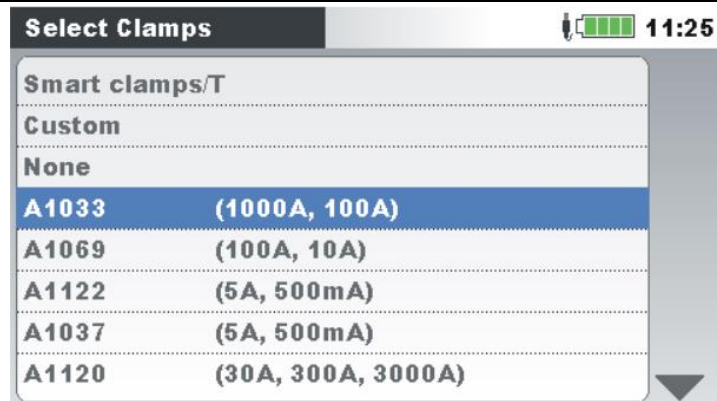 Select Clamps 11:25
Smart clamps/T
Custom
None
A1033 (1000A, 100A)
A1069 (100A, 10A)
A1122 (5A, 500mA)
A1037 (5A, 500mA)
A1120 (30A, 300A, 3000A)